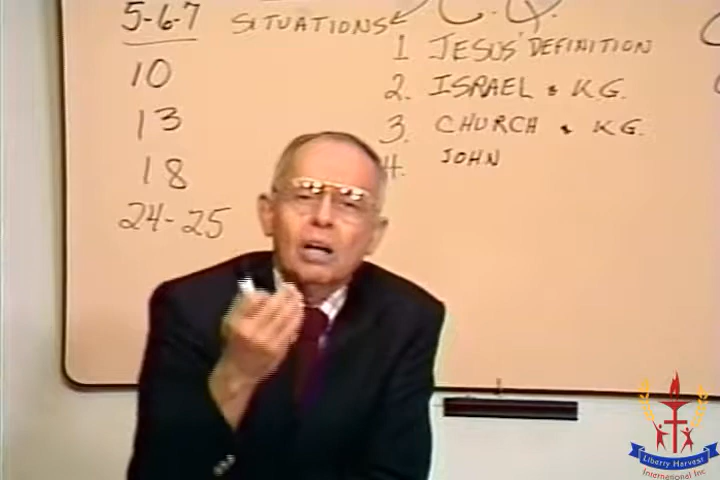 5-6-7
10
13
18
24-25
SITUATIONS
C.Q.
1 JESUS' DEFINITION
2. ISRAEL & K.G.
3. CHURCH & K.G.
4. JOHN
Liberty Harvest
International Inc